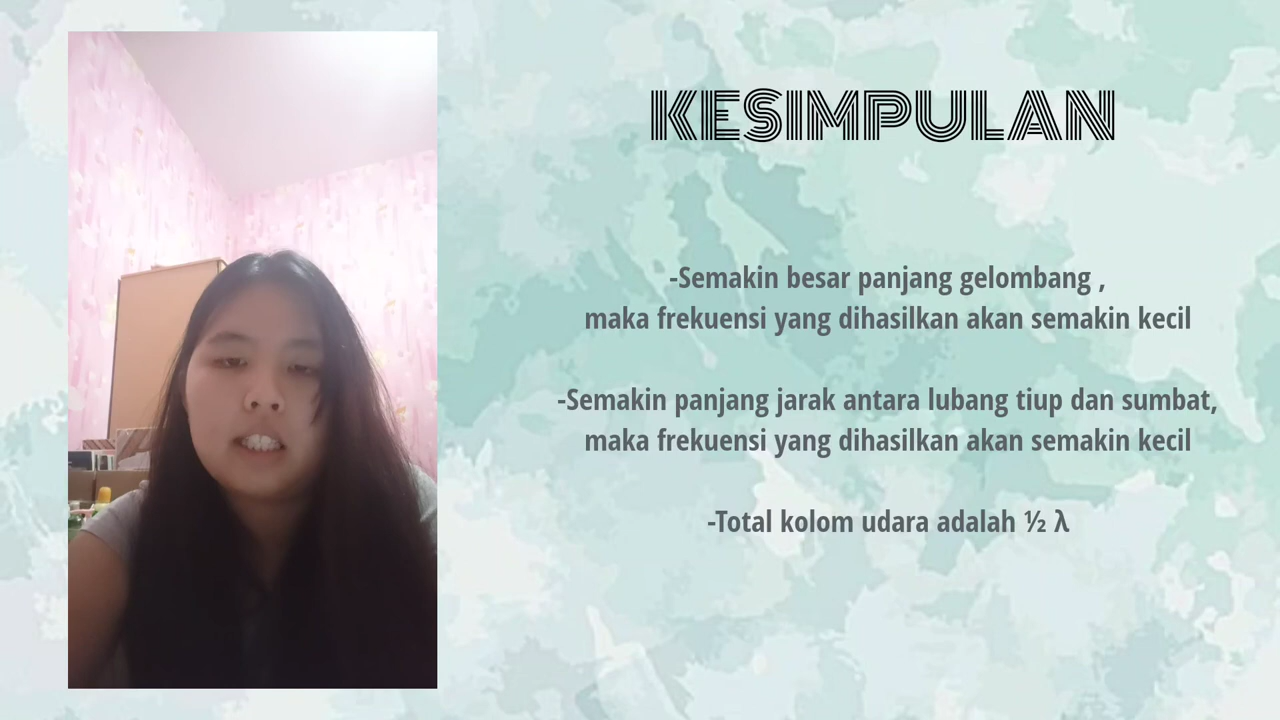 KESIMPULAN
-Semakin besar panjang gelombang ,
maka frekuensi yang dihasilkan akan semakin kecil
-Semakin panjang jarak antara lubang tiup dan sumbat,
maka frekuensi yang dihasilkan akan semakin kecil
-Total kolom udara adalah ½ λ